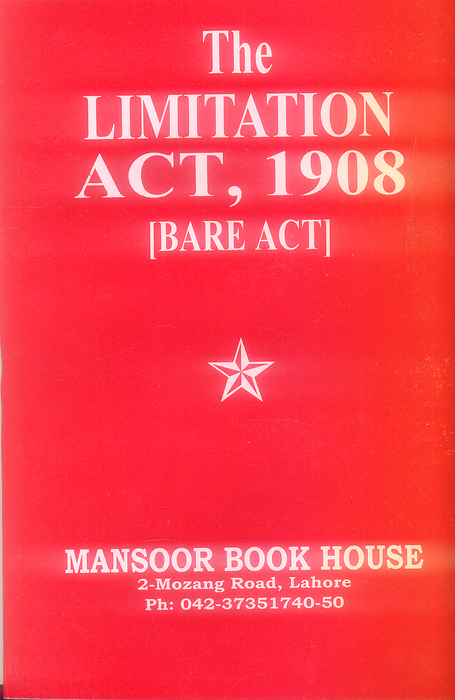 The
LIMITATION
ACT, 1908
[BARE ACT]
MANSOOR BOOK HOUSE
2-Mozang Road, Lahore
Ph: 042-37351740-50